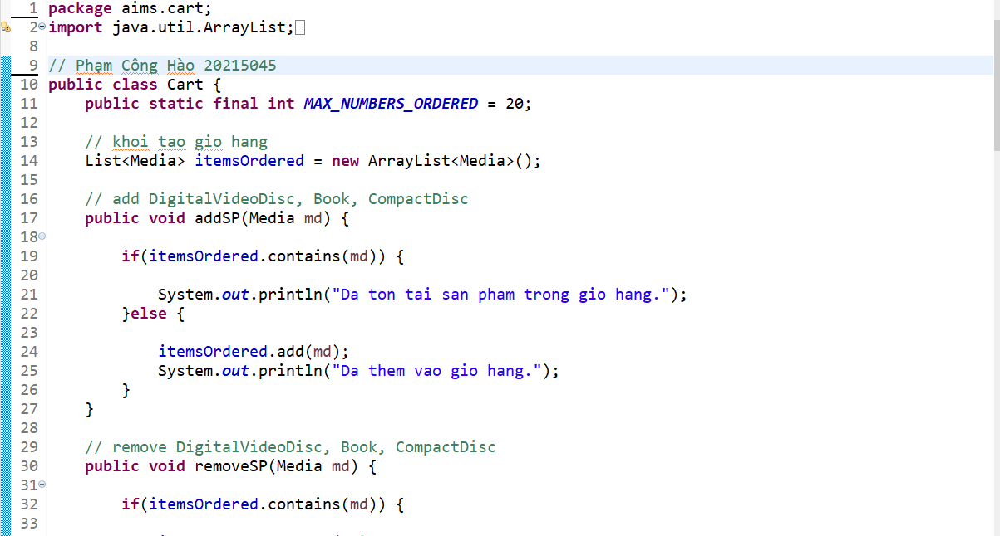 1 package aims.cart;
2 import java.util.ArrayList;
8
9 // Phạm Công Hào 20215045
10 public class Cart {
11 public static final int MAX_NUMBERS_ORDERED = 20;
12
13 // khoi tao gio hang
14 List<Media> itemsOrdered = new ArrayList<Media>();
15
16 // add DigitalVideoDisc, Book, CompactDisc
17 public void addSP(Media md) {
18
19 if(itemsOrdered.contains(md)) {
20
21 System.out.println("Da ton tai san pham trong gio hang.");
22 }else {
23
24 itemsOrdered.add(md);
25 System.out.println("Da them vao gio hang.");
26 }
27 }
28
29 // remove DigitalVideoDisc, Book, CompactDisc
30 public void removeSP(Media md) {
31
32 if(itemsOrdered.contains(md)) {
33